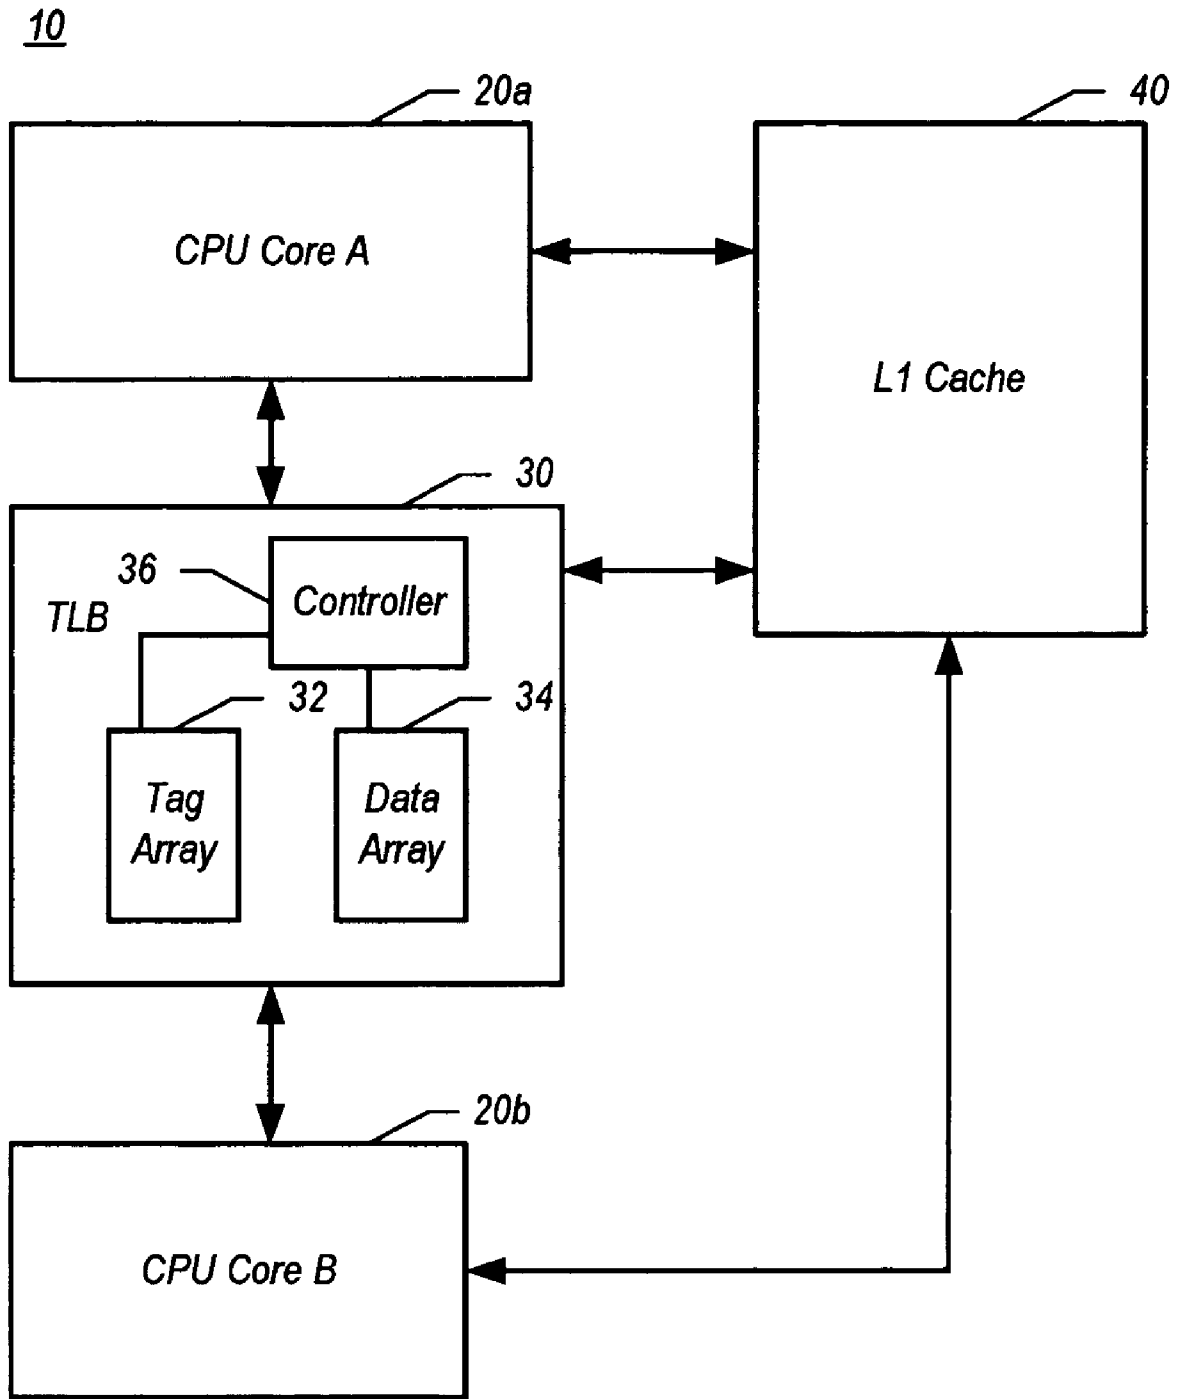 10
20a
40
CPU Core A
L1 Cache
30
36
Controller
TLB
32
34
Tag
Array
Data
Array
20b
CPU Core B